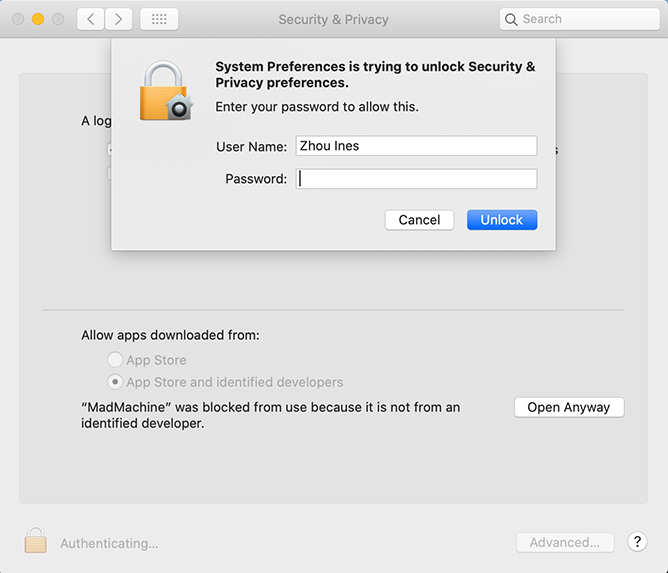 Security & Privacy
Search
System Preferences is trying to unlock Security &
Privacy preferences.
Enter your password to allow this.
User Name: Zhou Ines
Password:
Cancel
Unlock
A log
Allow apps downloaded from:
App Store
App Store and identified developers
“MadMachine” was blocked from use because it is not from an
identified developer.
Open Anyway
Authenticating...
Advanced...
?